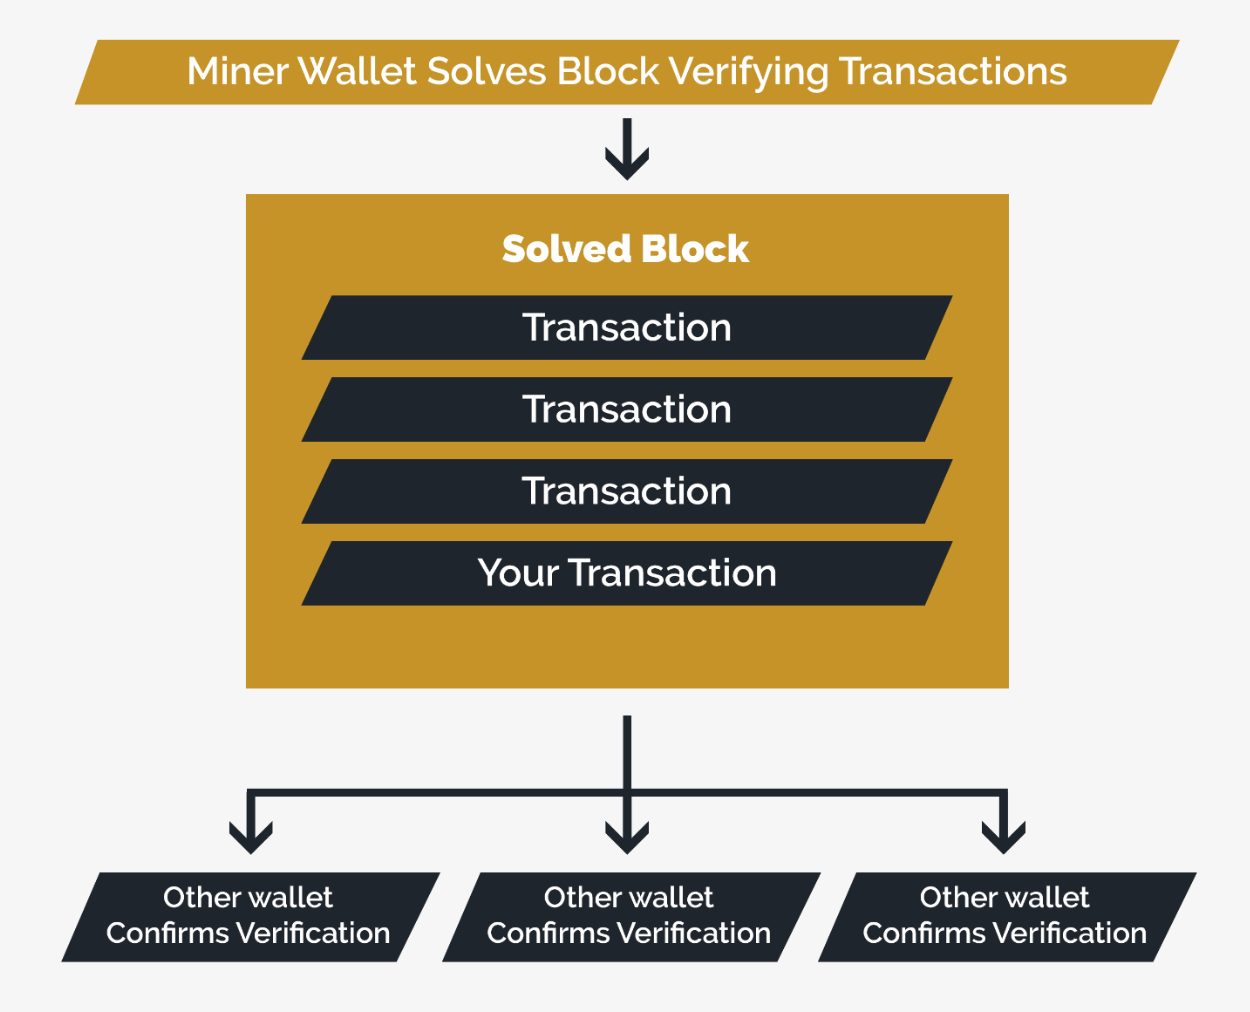 Miner Wallet Solves Block Verifying Transactions
Solved Block
Transaction
Transaction
Transaction
Your Transaction
Other wallet
Confirms Verification
Other wallet
Confirms Verification
Other wallet
Confirms Verification